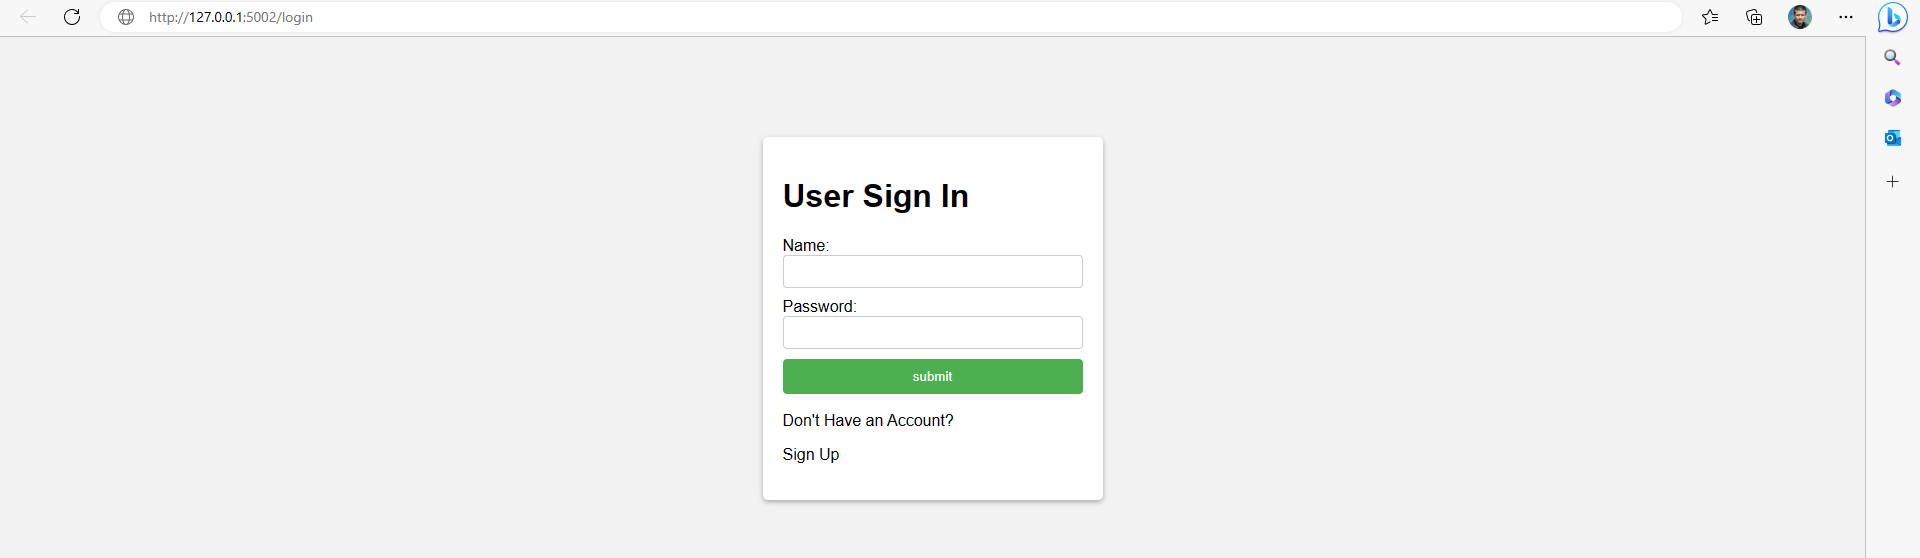 http://127.0.0.1:5002/login
User Sign In
Name:
Password:
submit
Don't Have an Account?
Sign Up